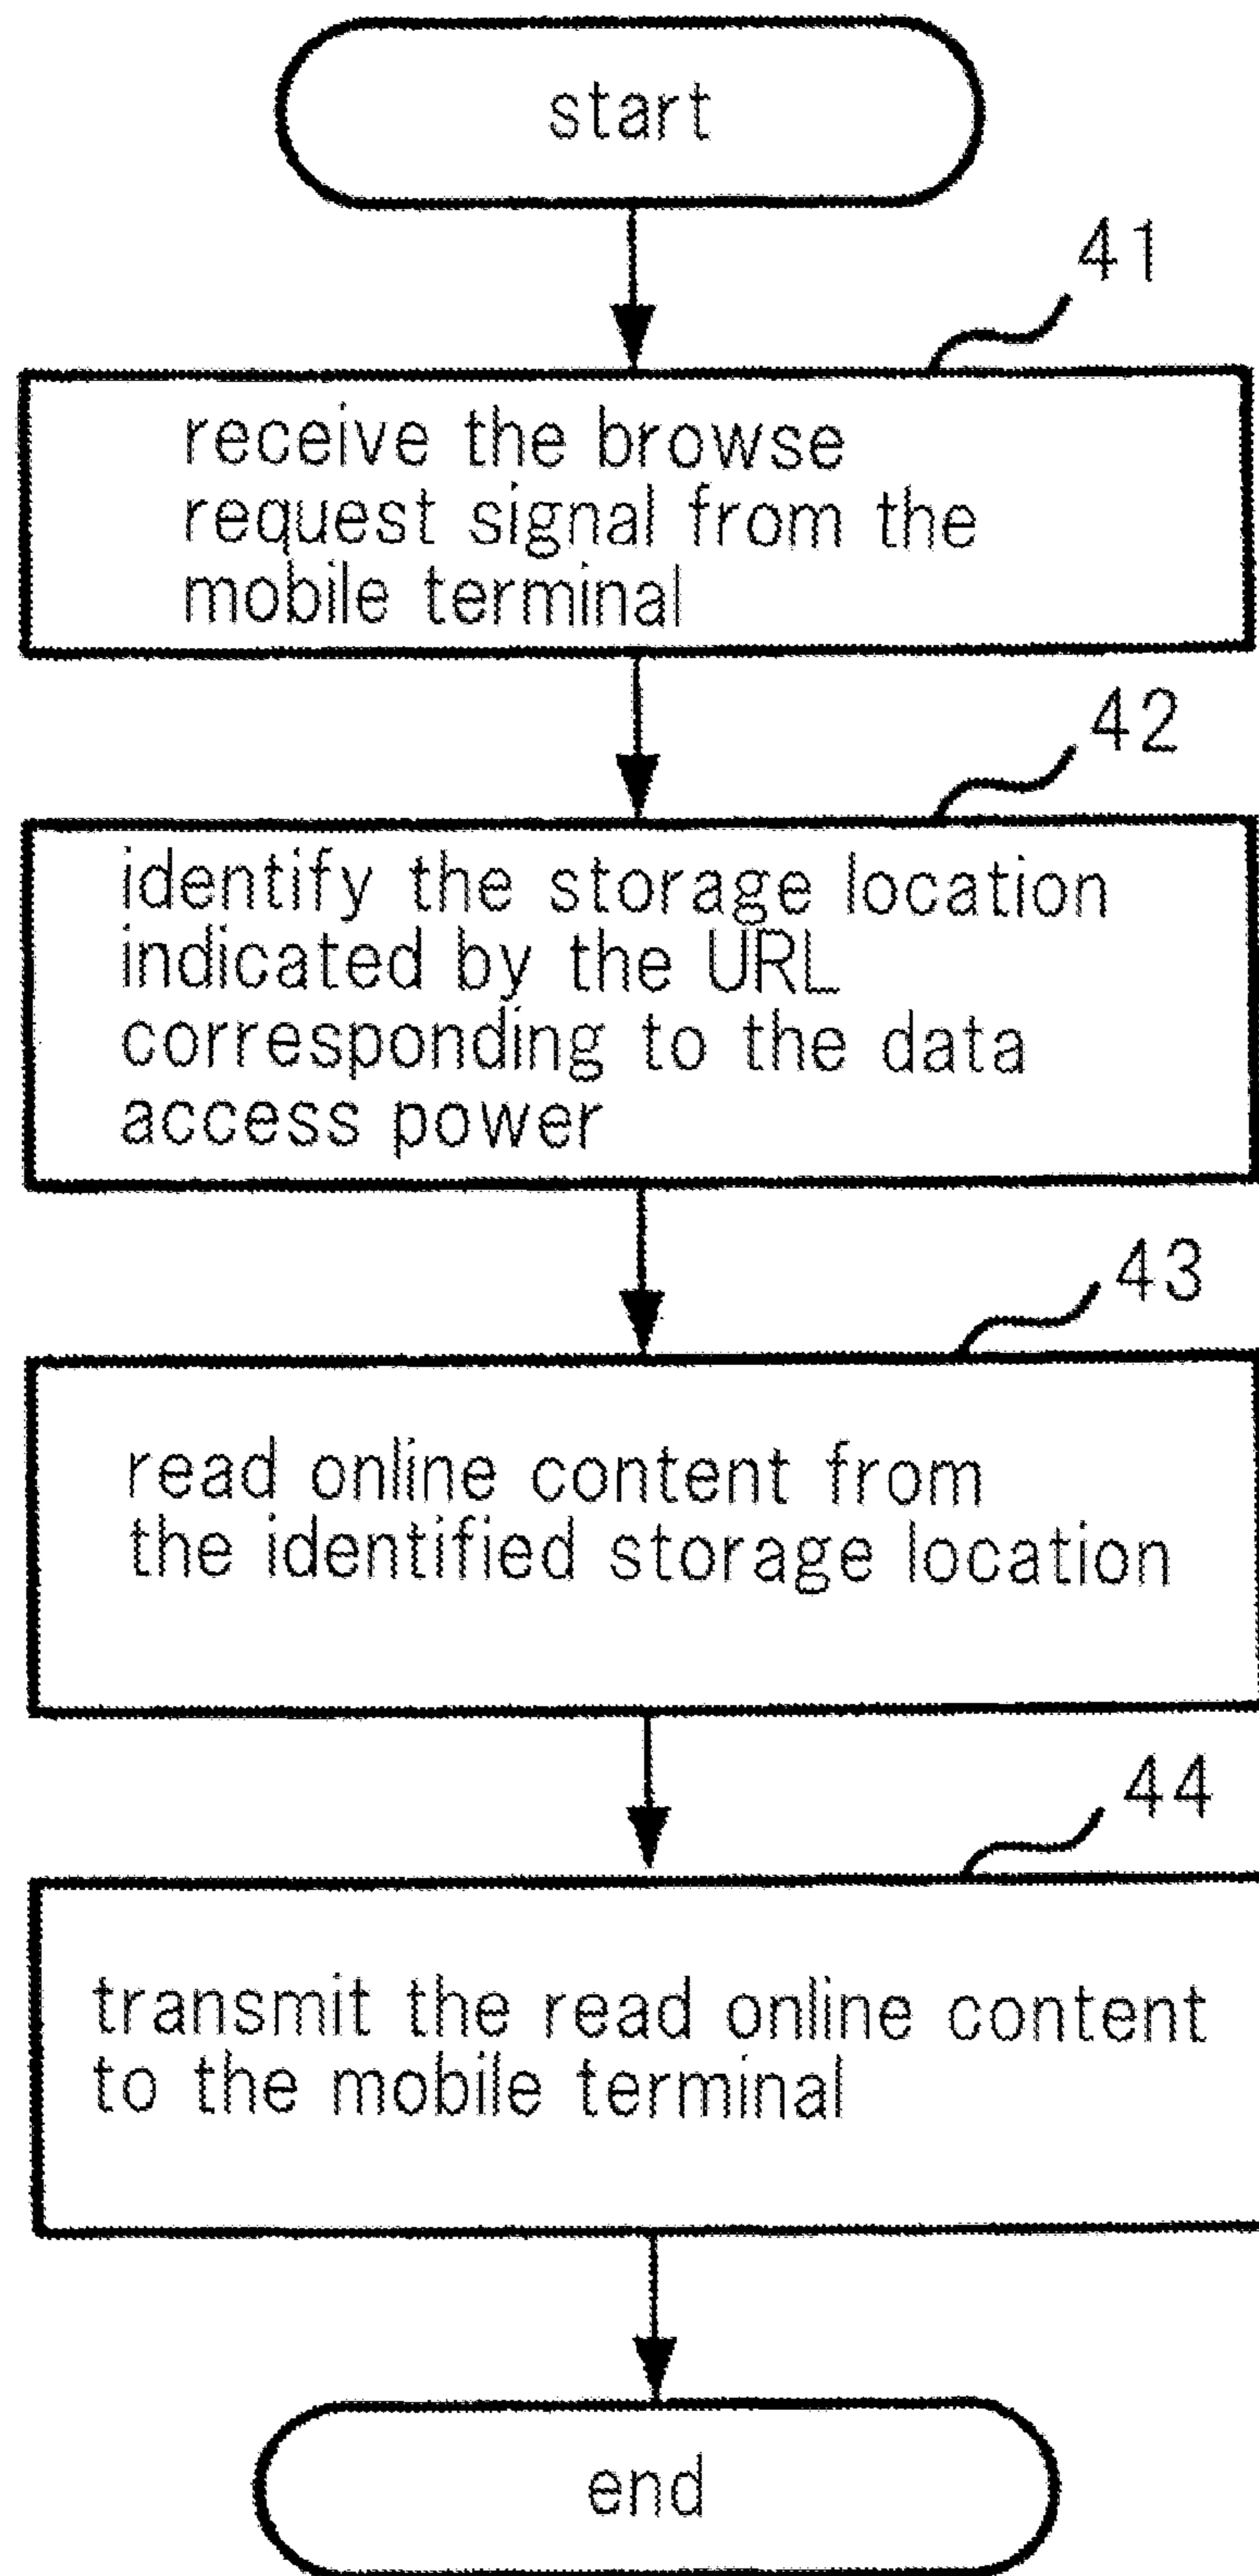 start
41
receive the browse
request signal from the
mobile terminal
42
identify the storage location
indicated by the URL
corresponding to the data
access power
43
read online content from
the identified storage location
44
transmit the read online content
to the mobile terminal
end